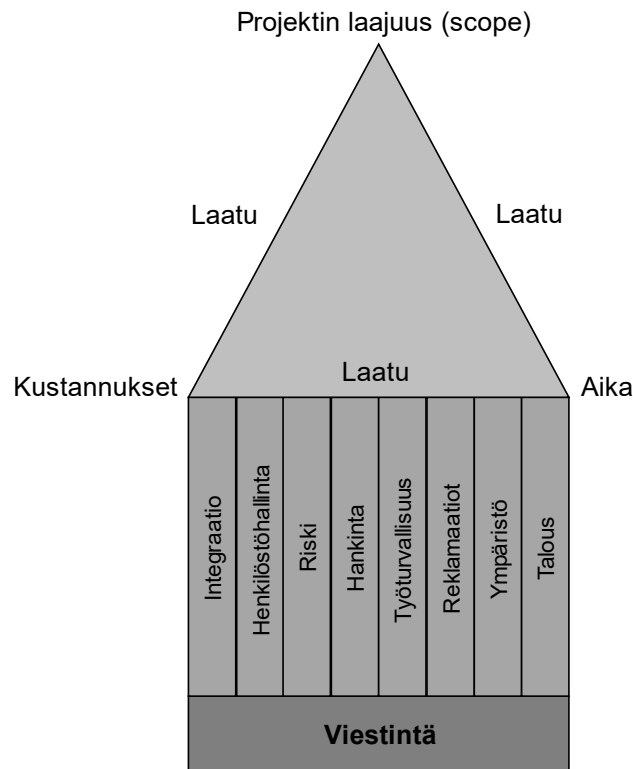 Projektin laajuus (scope)
Laatu
Laatu
Kustannukset
Laatu
Aika
Integraatio
Henkilöstöhallinta
Riski
Hankinta
Työturvallisuus
Reklamaatiot
Ympäristö
Talous
Viestintä